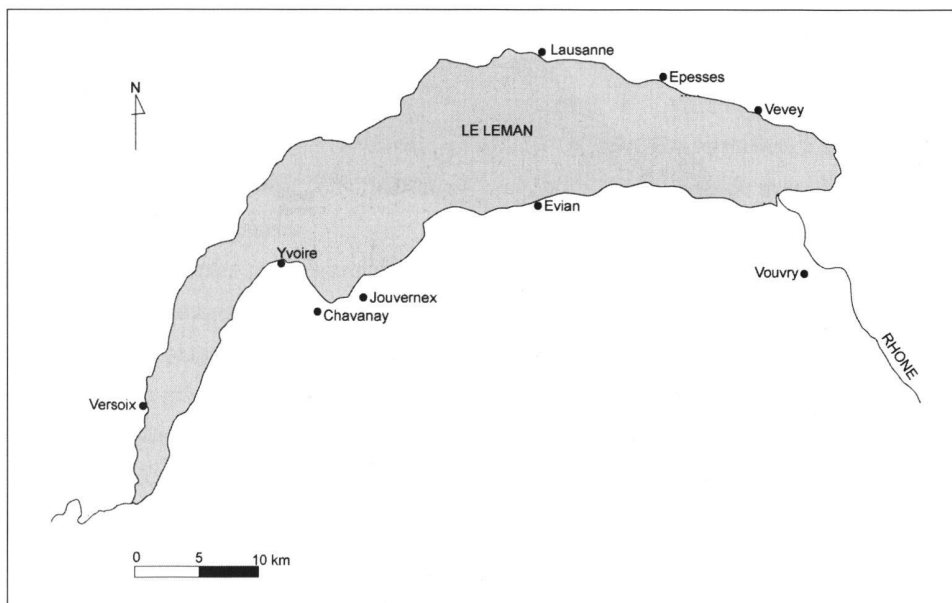 Lausanne
Epesses
N
Vevey
LE LEMAN
Evian
Yvoire
Vouvry
Jouvernex
Chavanay
RHONE
Versoix
0 5 10 km